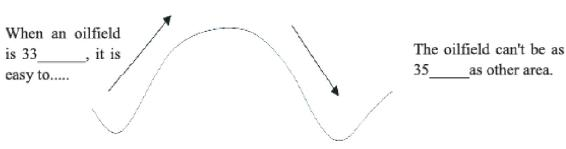 When an oilfield
is 33______, it is
easy to.....
The oilfield can't be as
35_____as other area.